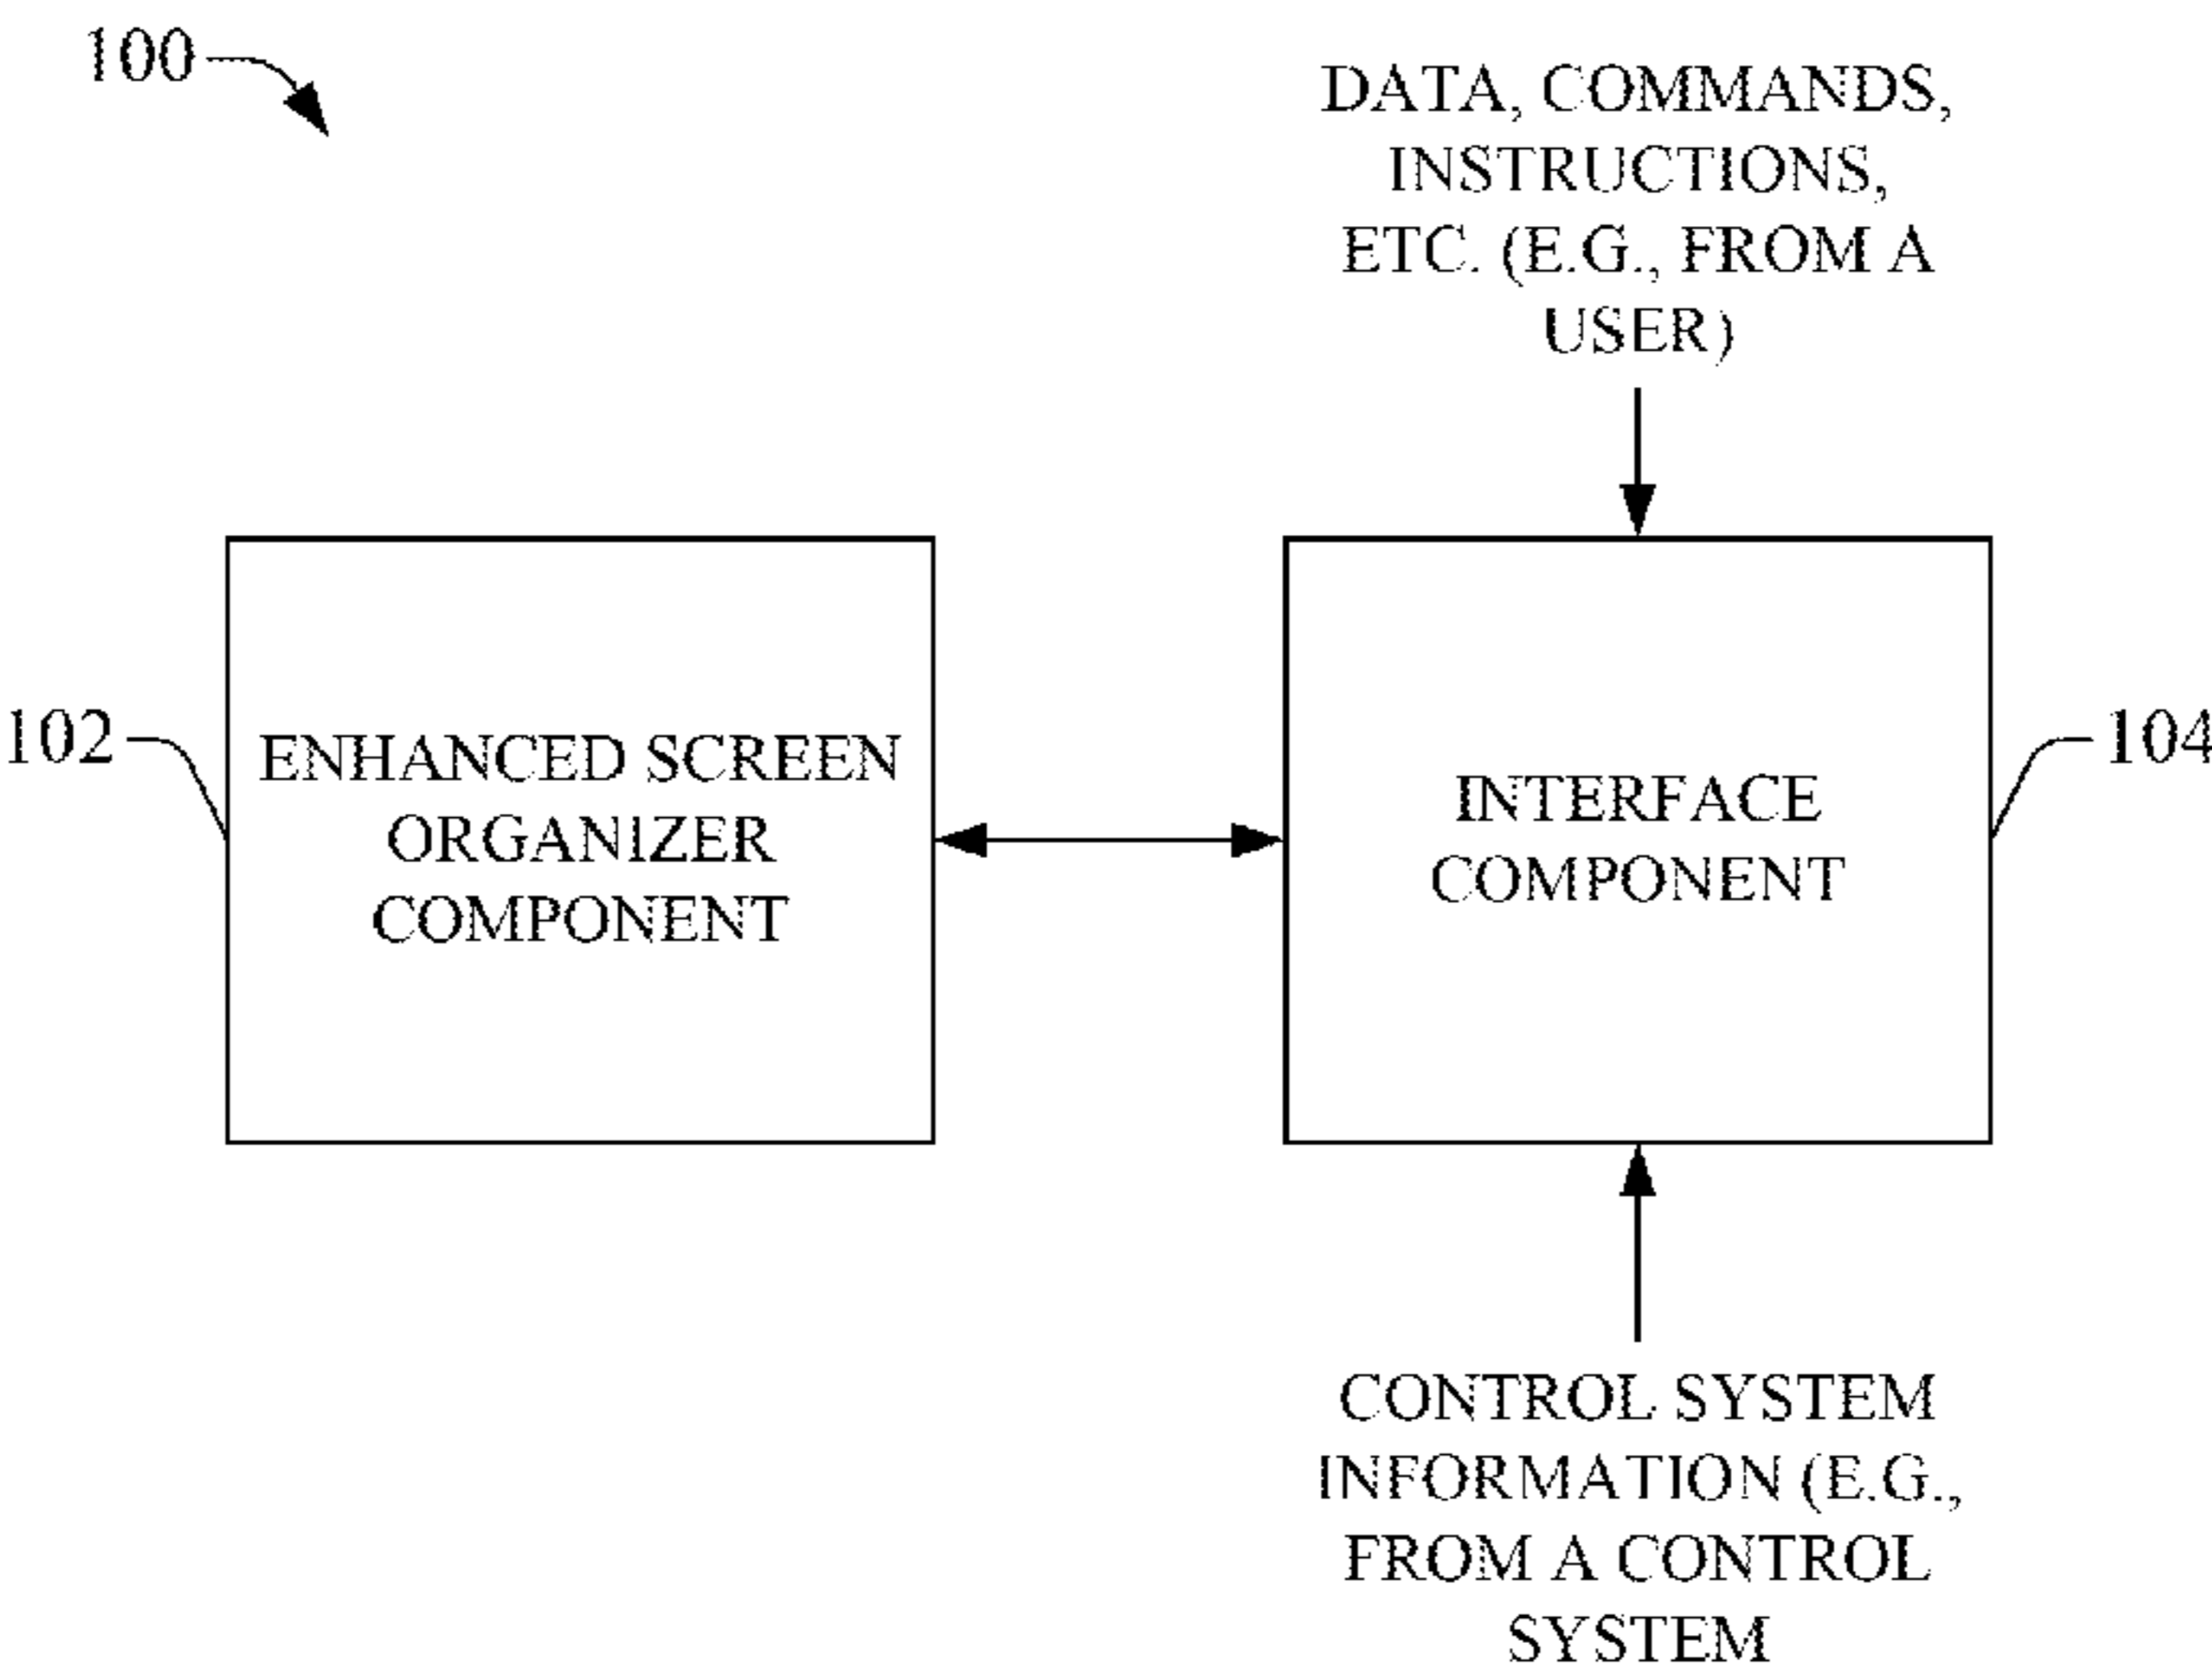 100
DATA, COMMANDS,
INSTRUCTIONS,
ETC. (E.G., FROM A
USER)
102
ENHANCED SCREEN
ORGANIZER
COMPONENT
INTERFACE
COMPONENT
104
CONTROL SYSTEM
INFORMATION (E.G.,
FROM A CONTROL
SYSTEM